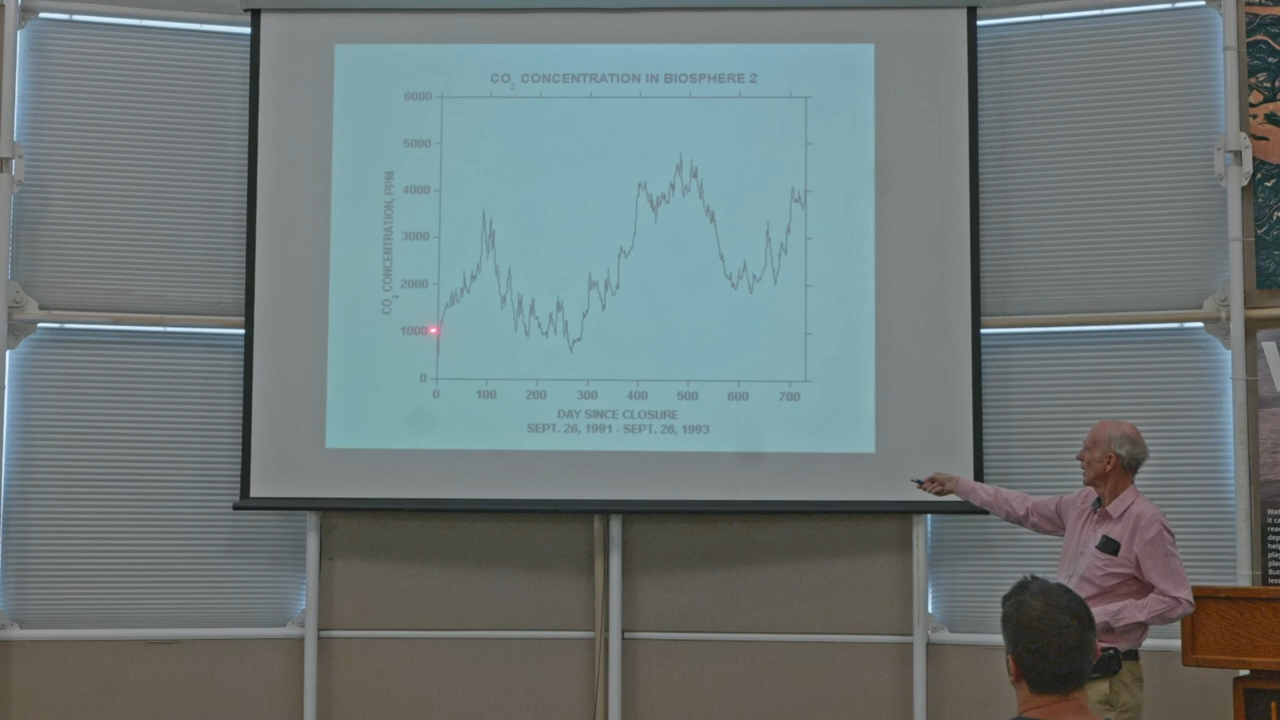 CO₂ CONCENTRATION IN BIOSPHERE 2
6000
5000
4000
3000
2000
1000
0
CO₂ CONCENTRATION, PPM
0 100 200 300 400 500 600 700
DAY SINCE CLOSURE
SEPT. 26, 1991 - SEPT. 26, 1993